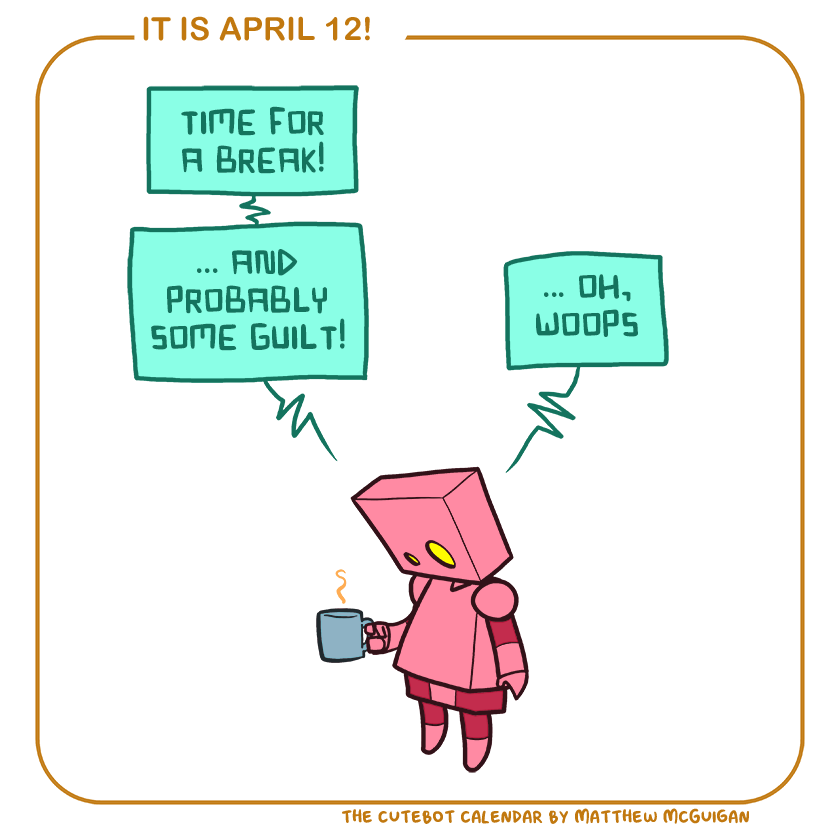 IT IS APRIL 12!
TIME FOR
A BREAK!
... AND
PROBABLY
SOME GUILT!
... OH,
WOOPS
THE CUTEBOT CALENDAR BY MATTHEW MCGUIGAN